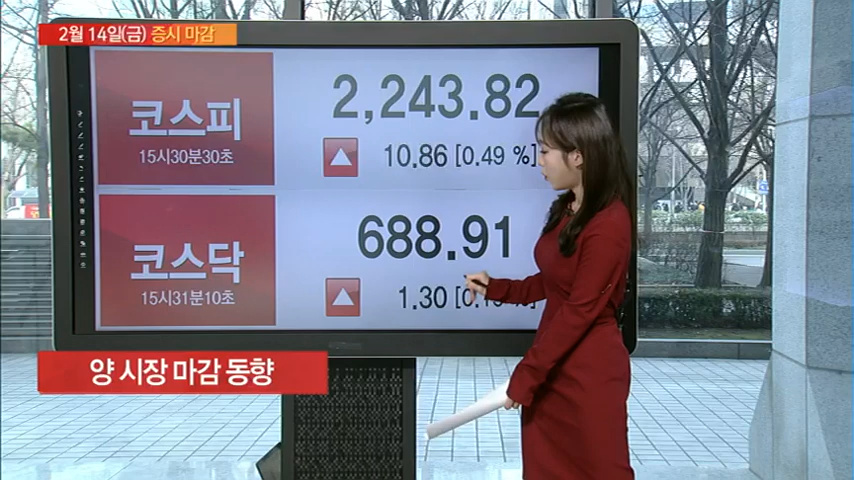 2월 14일(금) 증시 마감
코스피
15시30분30초
2,243.82
▲ 10.86 [0.49 %]
코스닥
15시31분10초
688.91
▲ 1.30
양 시장 마감 동향